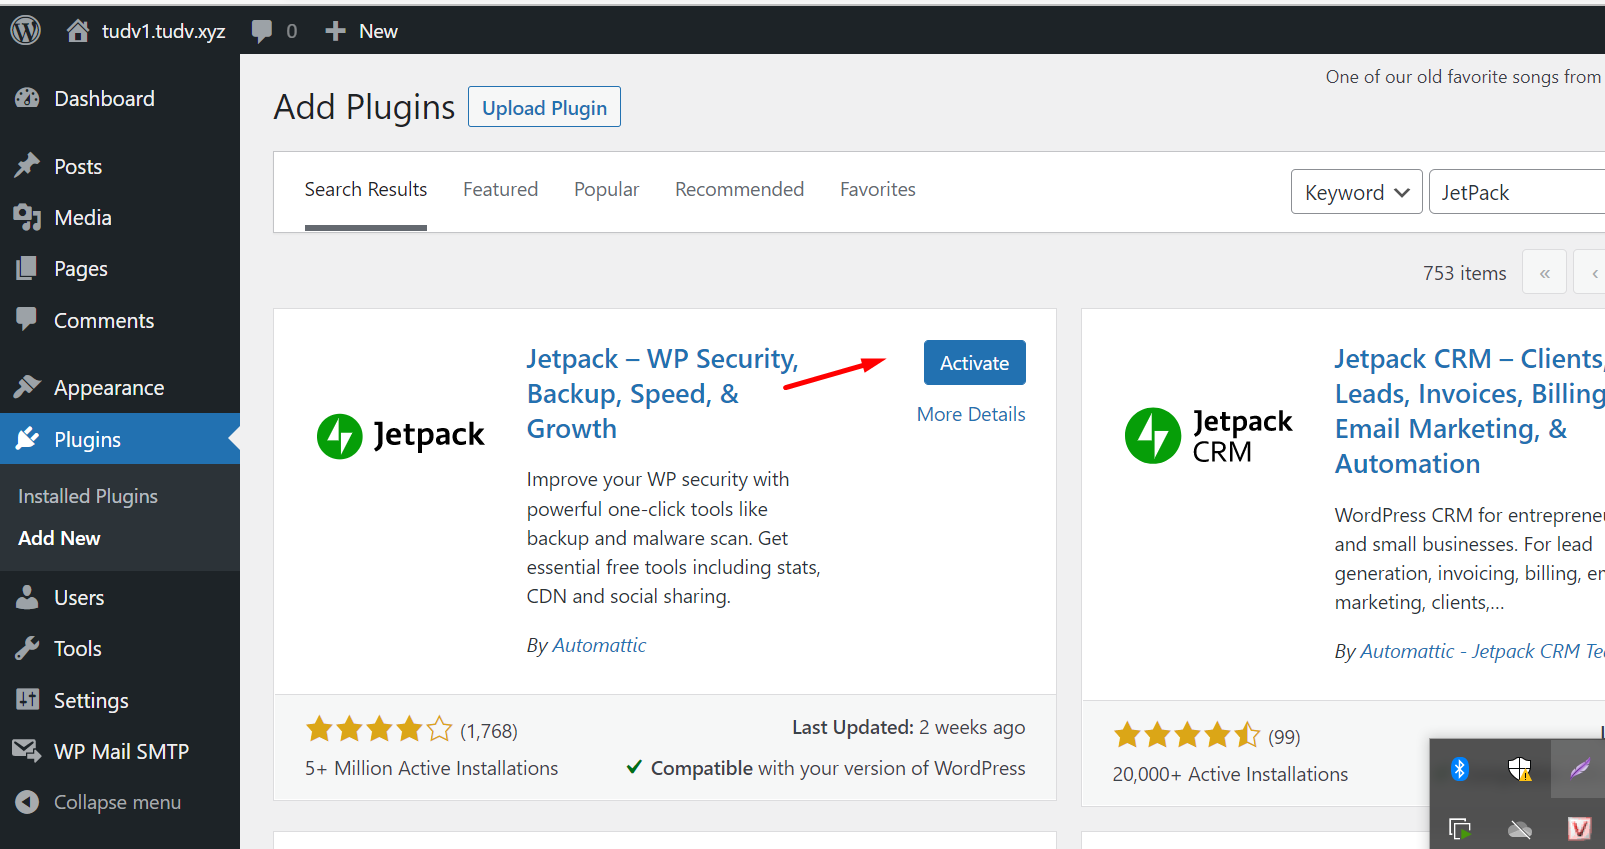 tudv1.tudv.xyz 0 New
Dashboard
Posts
Media
Pages
Comments
Appearance
Plugins
Installed Plugins
Add New
Users
Tools
Settings
WP Mail SMTP
Collapse menu
One of our old favorite songs from
Add Plugins Upload Plugin
Search Results Featured Popular Recommended Favorites Keyword JetPack
753 items « ‹
Jetpack
Jetpack – WP Security,
Backup, Speed, &
Growth
Activate
More Details
Improve your WP security with
powerful one-click tools like
backup and malware scan. Get
essential free tools including stats,
CDN and social sharing.
By Automattic
(1,768)
5+ Million Active Installations
Last Updated: 2 weeks ago
Compatible with your version of WordPress
Jetpack
CRM
Jetpack CRM – Clients,
Leads, Invoices, Billing
Email Marketing, &
Automation
WordPress CRM for
and small businesses. For lead
generation, invoicing, billing,
marketing, clients,...
By Automattic - Jetpack CRM
(99)
20,000+ Active Installations